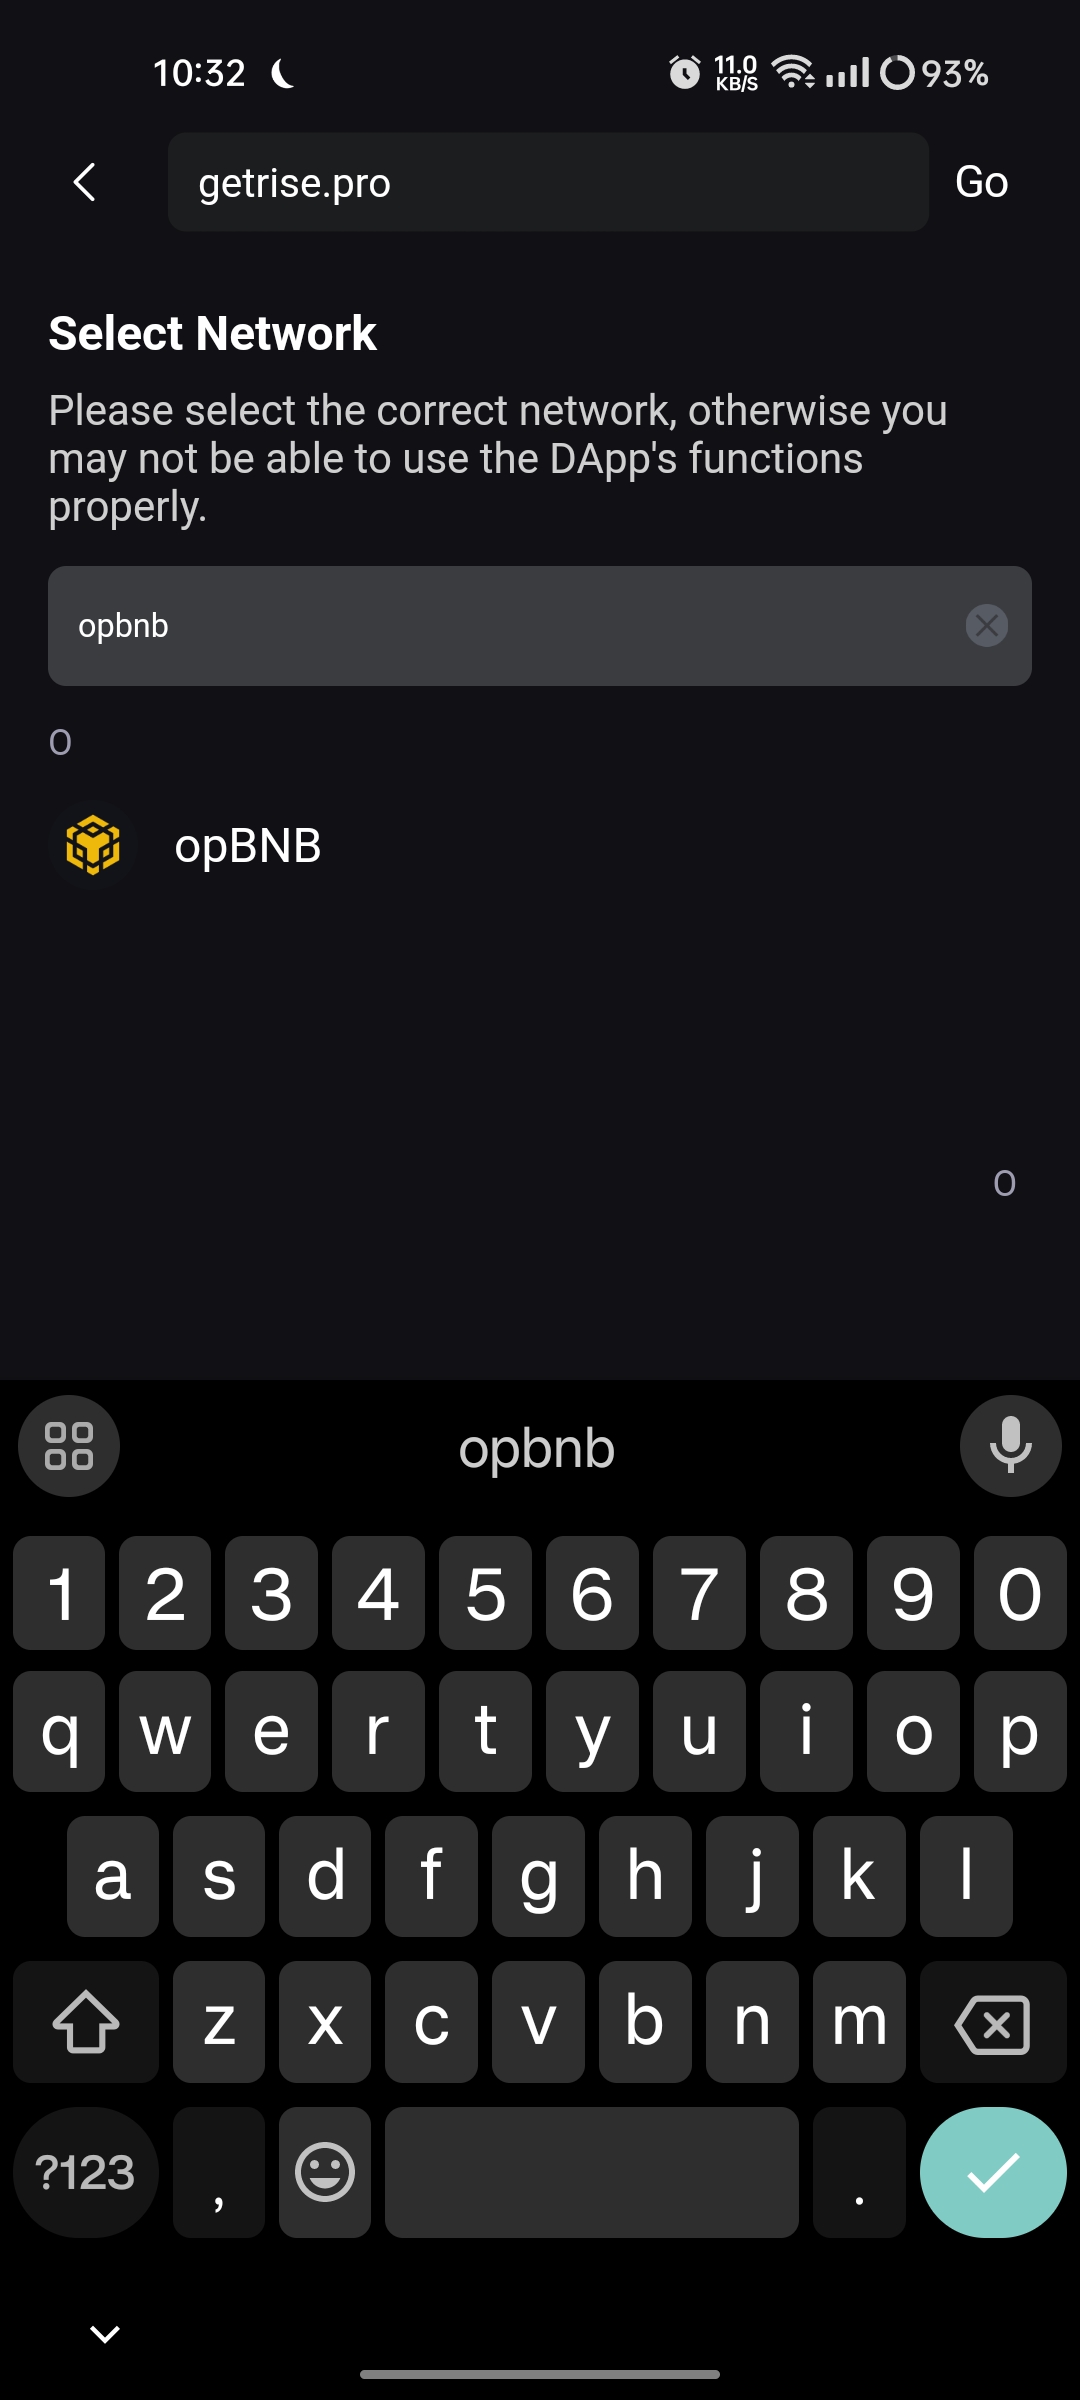 10:32
11.0
KB/S
93%
getrise.pro
Go
Select Network
Please select the correct network, otherwise you
may not be able to use the DApp's functions
properly.
opbnb
O
opBNB
O
opbnb
1 2 3 4 5 6 7 8 9 0
q w e r t y u i o p
a s d f g h j k l
z x c v b n m
?123 , .